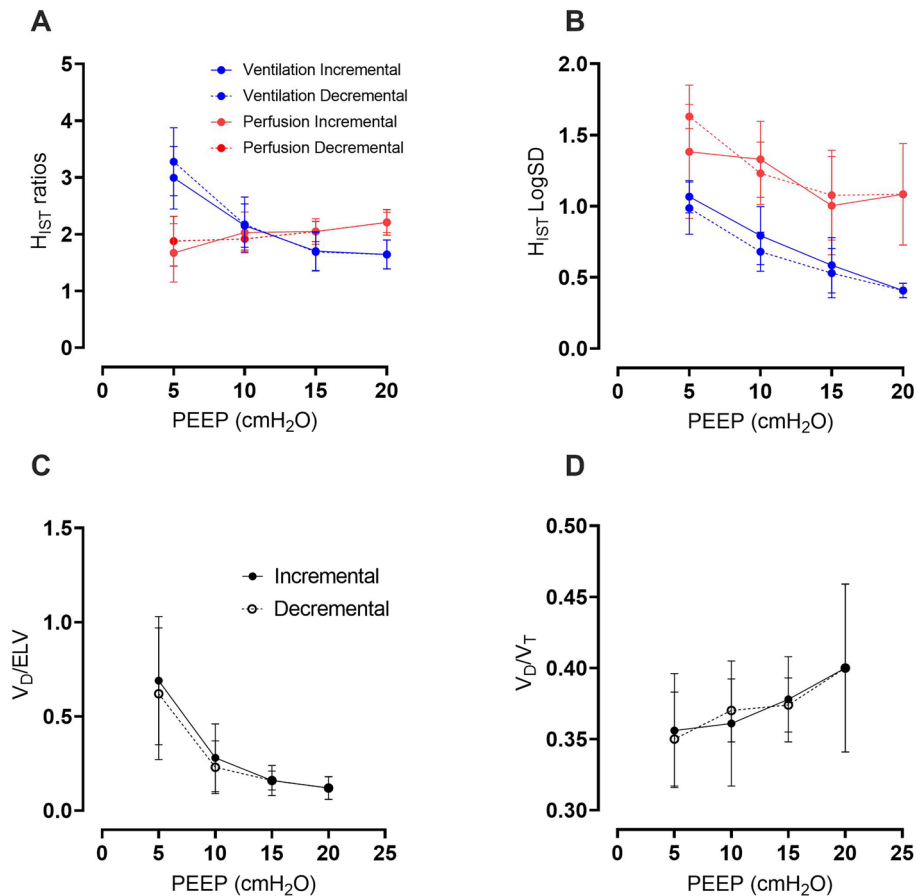 A
5
4
3
2
1
0
H_IST ratios
Ventilation Incremental
Ventilation Decremental
Perfusion Incremental
Perfusion Decremental
0 5 10 15 20
PEEP (cmH₂O)
B
2.0
1.5
1.0
0.5
0.0
H_IST LogSD
0 5 10 15 20
PEEP (cmH₂O)
C
1.5
1.0
0.5
0.0
V_D/ELV
Incremental
Decremental
0 5 10 15 20 25
PEEP (cmH₂O)
D
0.50
0.45
0.40
0.35
0.30
V_D/V_T
0 5 10 15 20 25
PEEP (cmH₂O)